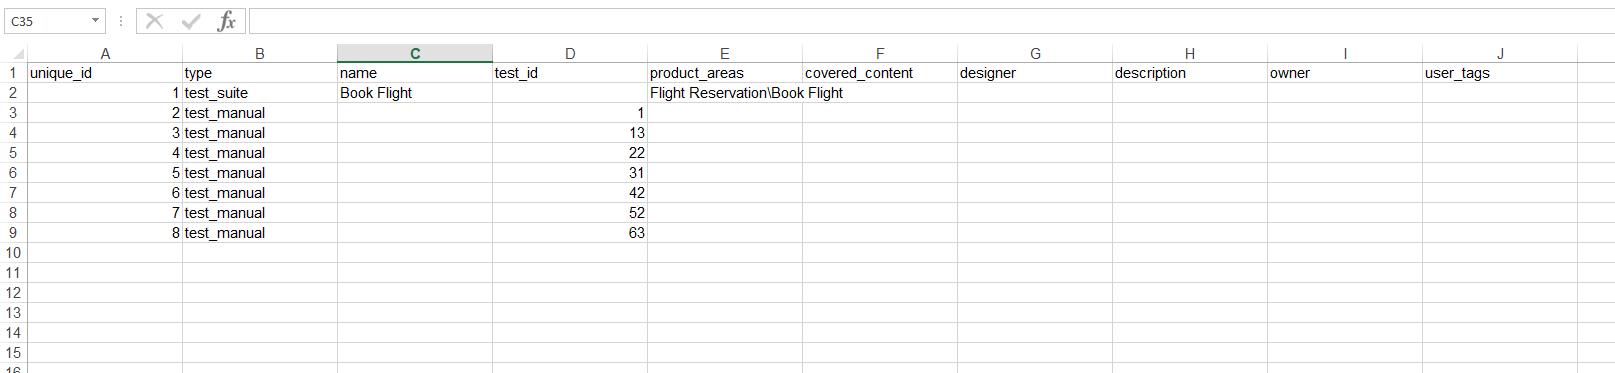 C35 fx
A B C D E F G H I J
1 unique_id type name test_id product_areas covered_content designer description owner user_tags
2 1 test_suite Book Flight Flight Reservation\Book Flight
3 2 test_manual 1
4 3 test_manual 13
5 4 test_manual 22
6 5 test_manual 31
7 6 test_manual 42
8 7 test_manual 52
9 8 test_manual 63
10
11
12
13
14
15
16